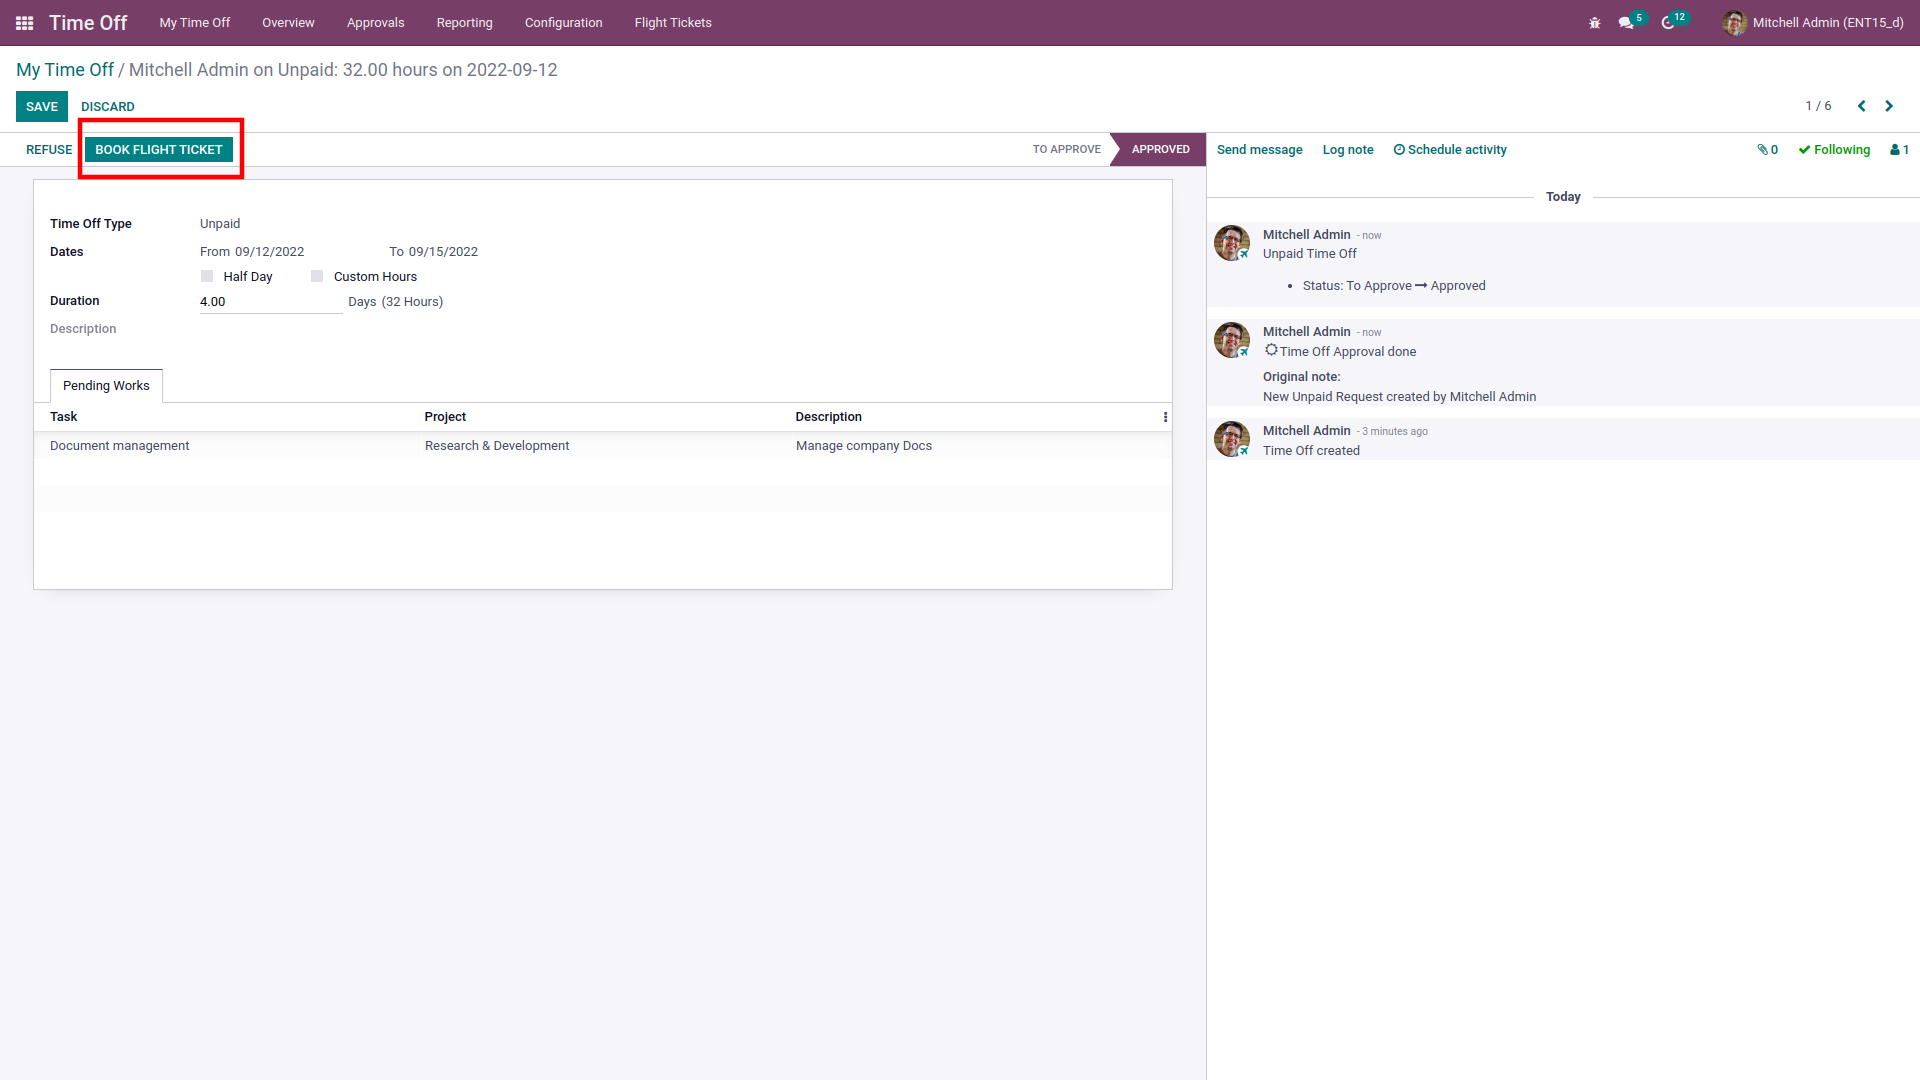 Time Off My Time Off Overview Approvals Reporting Configuration Flight Tickets 5 12 Mitchell Admin (ENT15_d)
My Time Off / Mitchell Admin on Unpaid: 32.00 hours on 2022-09-12
SAVE DISCARD 1 / 6
REFUSE BOOK FLIGHT TICKET TO APPROVE APPROVED Send message Log note Schedule activity 0 Following 1
Time Off Type Unpaid
Dates From 09/12/2022 To 09/15/2022
Half Day Custom Hours
Duration 4.00 Days (32 Hours)
Description
Pending Works
Task Project Description
Document management Research & Development Manage company Docs
Today
Mitchell Admin - now
Unpaid Time Off
• Status: To Approve → Approved
Mitchell Admin - now
Time Off Approval done
Original note:
New Unpaid Request created by Mitchell Admin
Mitchell Admin - 3 minutes ago
Time Off created